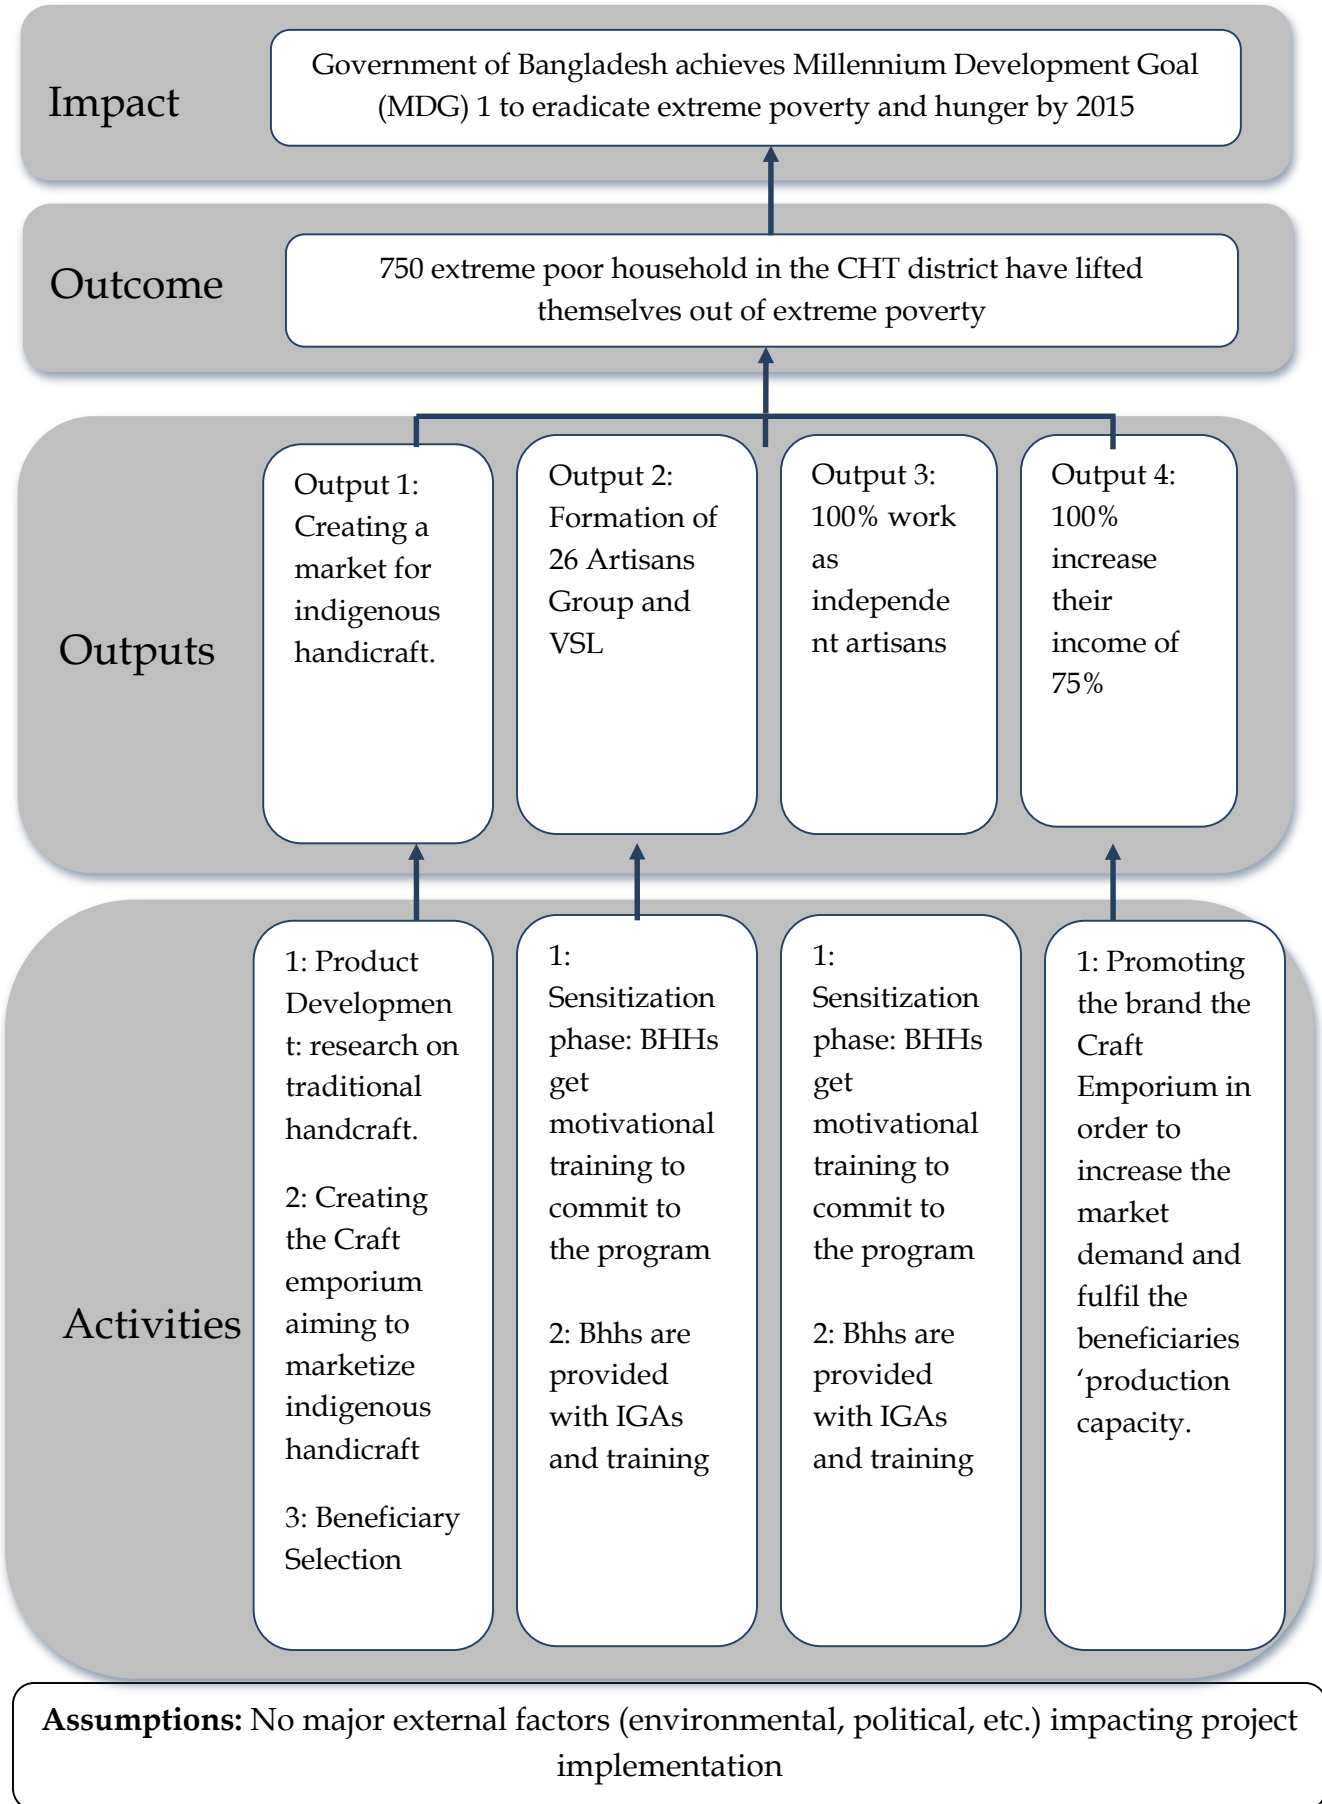 Impact
Government of Bangladesh achieves Millennium Development Goal
(MDG) 1 to eradicate extreme poverty and hunger by 2015
Outcome
750 extreme poor household in the CHT district have lifted
themselves out of extreme poverty
Outputs
Output 1:
Creating a
market for
indigenous
handicraft.
Output 2:
Formation of
26 Artisans
Group and
VSL
Output 3:
100% work
as
independe
nt artisans
Output 4:
100%
increase
their
income of
75%
Activities
1: Product
Developmen
t: research on
traditional
handcraft.
2: Creating
the Craft
emporium
aiming to
marketize
indigenous
handicraft
3: Beneficiary
Selection
1:
Sensitization
phase: BHHs
get
motivational
training to
commit to
the program
2: Bhhs are
provided
with IGAs
and training
1:
Sensitization
phase: BHHs
get
motivational
training to
commit to
the program
2: Bhhs are
provided
with IGAs
and training
1: Promoting
the brand the
Craft
Emporium in
order to
increase the
market
demand and
fulfil the
beneficiaries
‘production
capacity.
Assumptions: No major external factors (environmental, political, etc.) impacting project
implementation